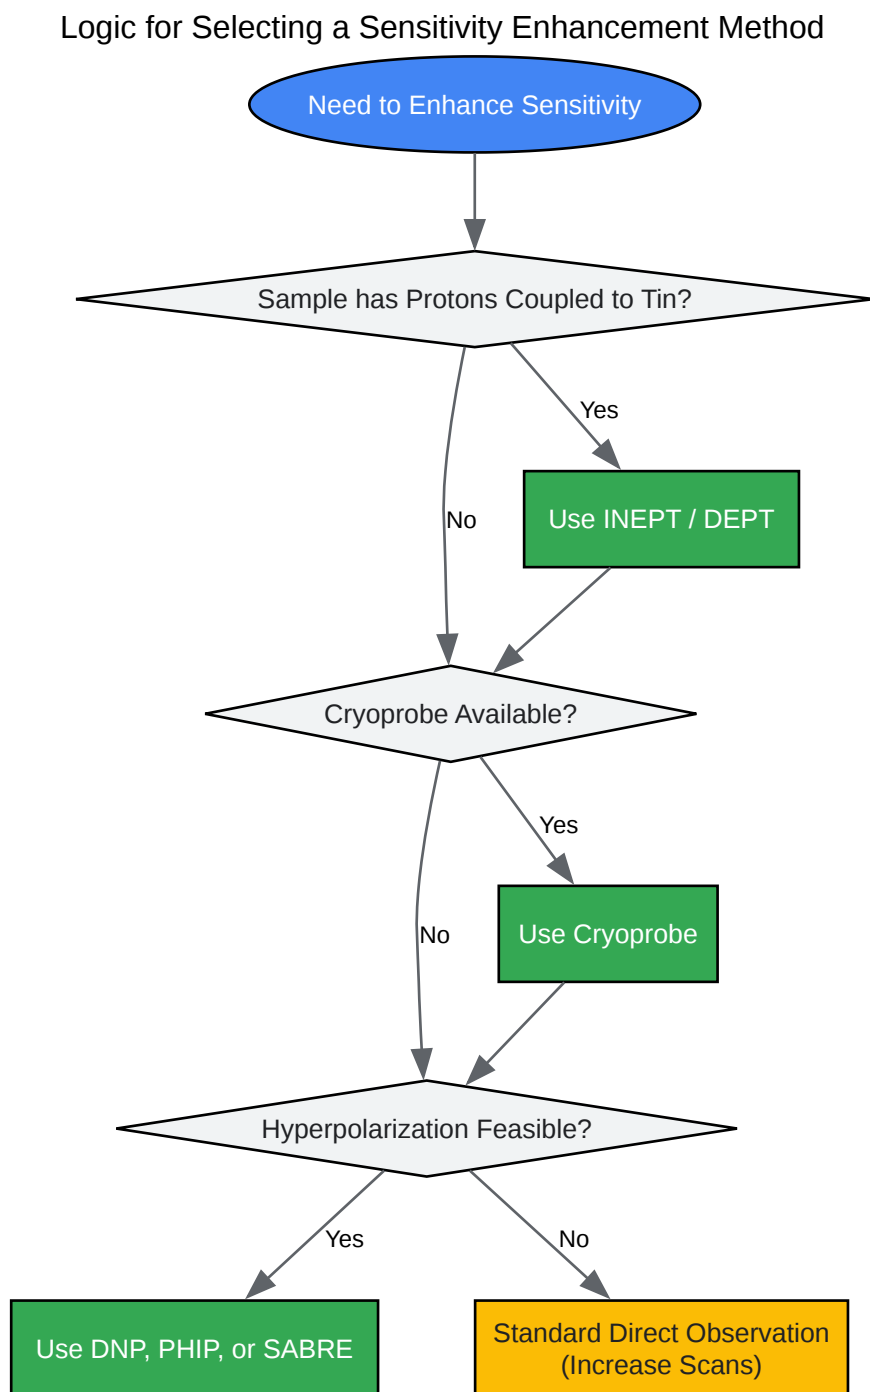 Logic for Selecting a Sensitivity Enhancement Method
Need to Enhance Sensitivity
Sample has Protons Coupled to Tin?
Yes
Use INEPT / DEPT
No
Cryoprobe Available?
Yes
Use Cryoprobe
No
Hyperpolarization Feasible?
Yes
No
Use DNP, PHIP, or SABRE
Standard Direct Observation
(Increase Scans)